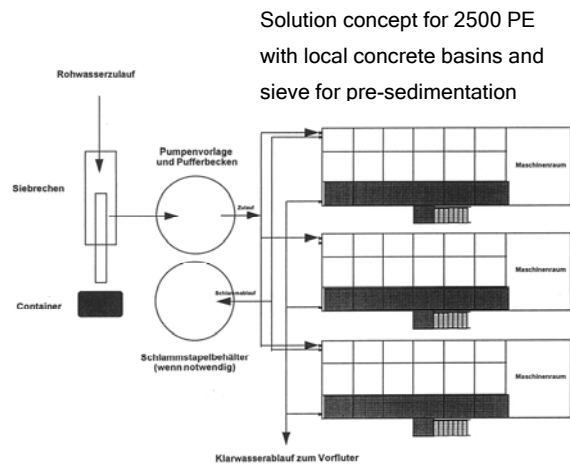 Solution concept for 2500 PE
with local concrete basins and
sieve for pre-sedimentation
Rohwasserzulauf
Siebrechen
Container
Pumpenvorlage
und Pufferbecken
Zulauf
Schlammablauf
Schlammstapelbehälter
(wenn notwendig)
Maschinenraum
Maschinenraum
Maschinenraum
Klarwasserablauf zum Vorfluter